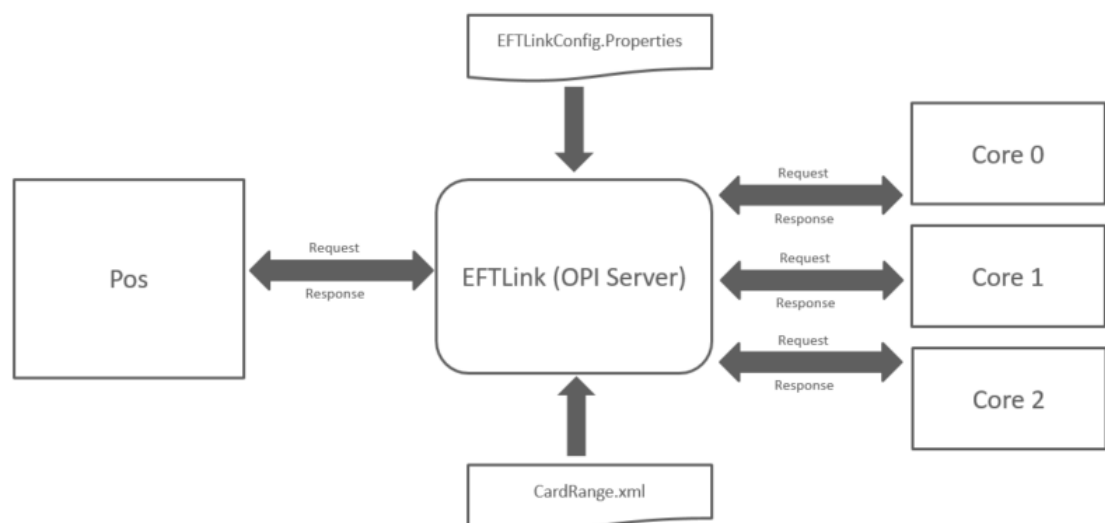 EFTLinkConfig.Properties
Core 0
Request
Response
Pos
Request
Response
EFTLink (OPI Server)
Request
Response
Core 1
Request
Response
Core 2
CardRange.xml